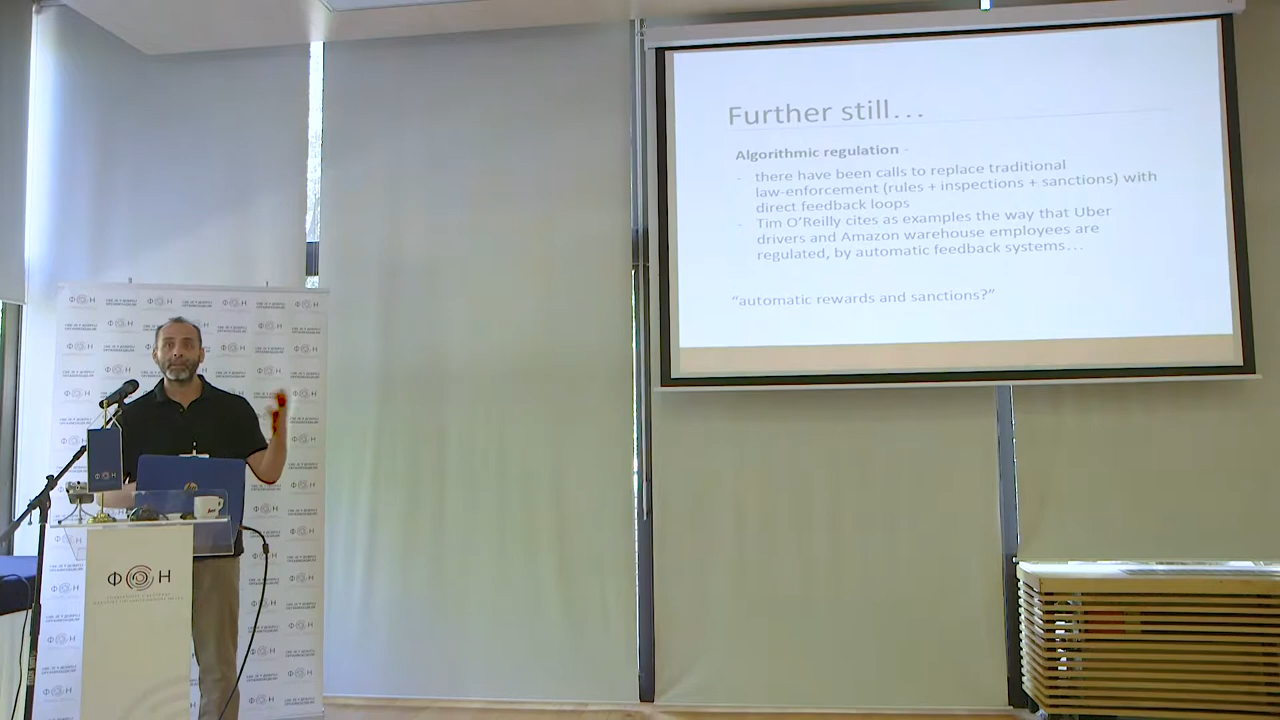 Further still…
Algorithmic regulation -
- there have been calls to replace traditional
law-enforcement (rules + inspections + sanctions) with
direct feedback loops
- Tim O'Reilly cites as examples the way that Uber
drivers and Amazon warehouse employees are
regulated, by automatic feedback systems…
“automatic rewards and sanctions?”
ФОН